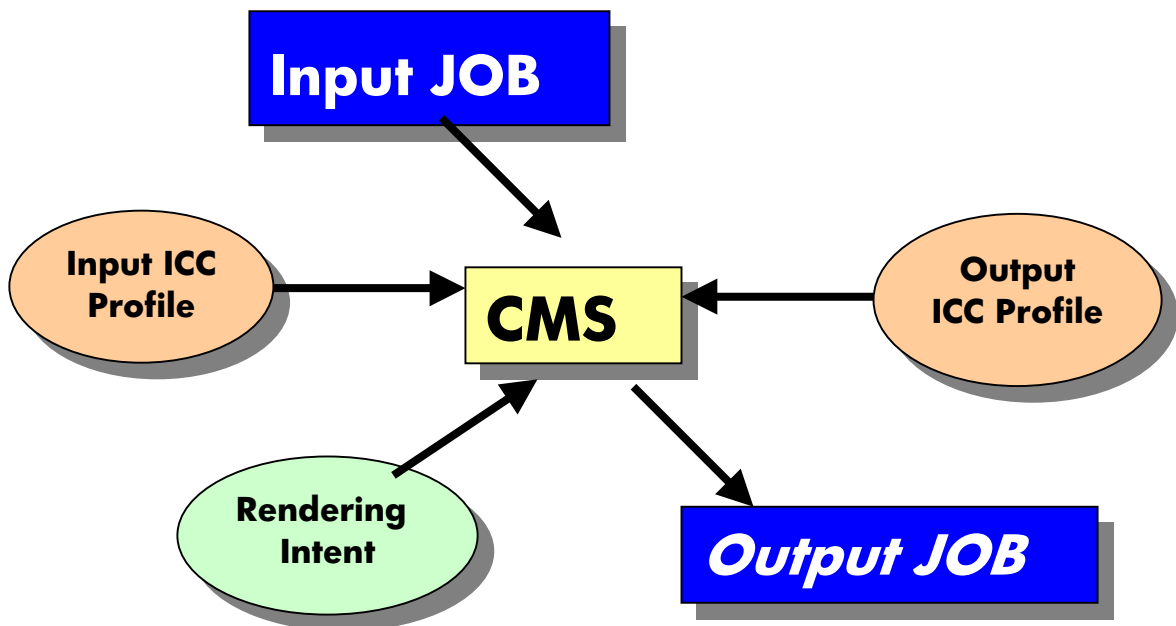 Input JOB
Input ICC
Profile
Output
ICC Profile
CMS
Rendering
Intent
Output JOB